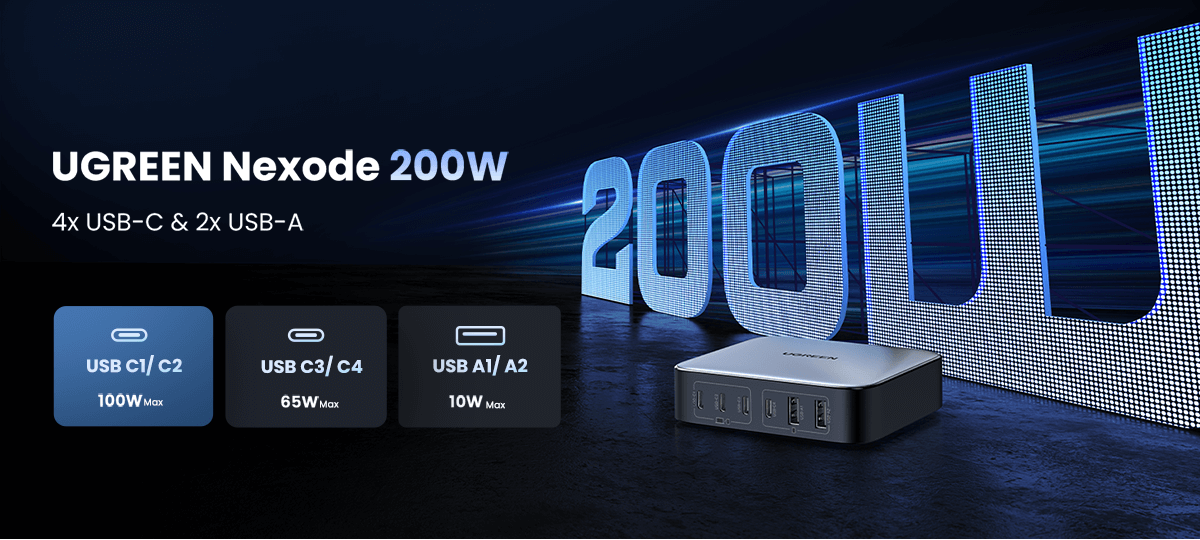 UGREEN Nexode 200W
4x USB-C & 2x USB-A
USB C1/ C2
100W Max
USB C3/ C4
65W Max
USB A1/ A2
10W Max
200W
UGREEN